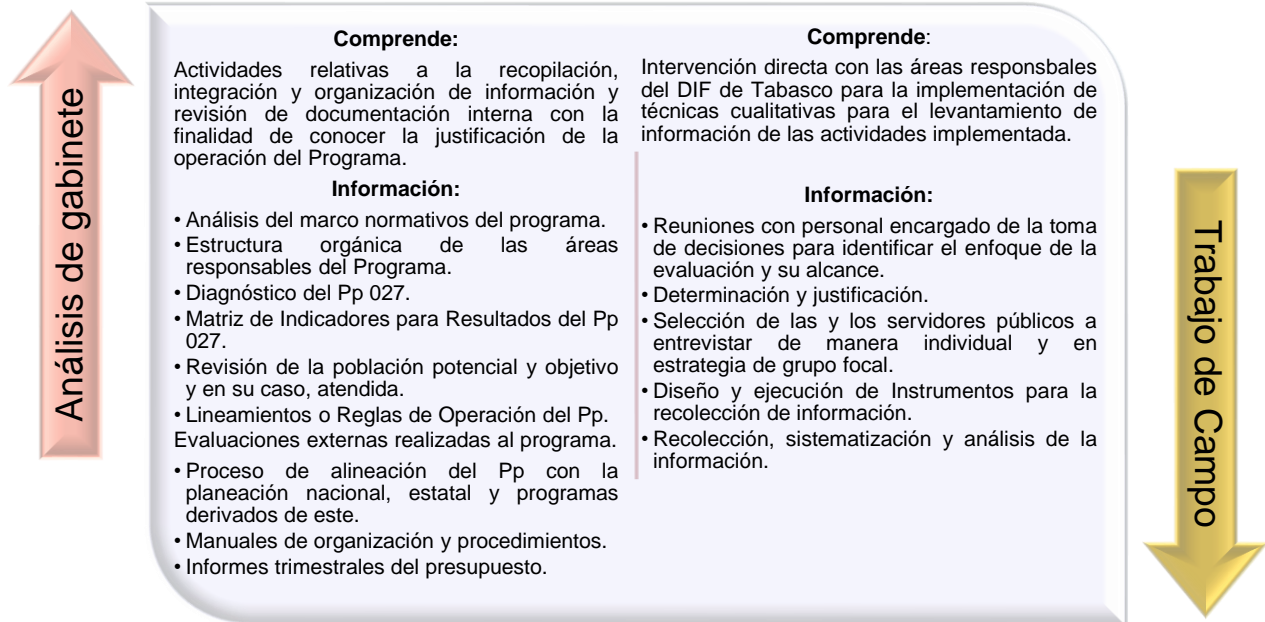 Análisis de gabinete
Comprende:
Actividades relativas a la recopilación,
integración y organización de información y
revisión de documentación interna con la
finalidad de conocer la justificación de la
operación del Programa.
Información:
• Análisis del marco normativos del programa.
• Estructura orgánica de las áreas
responsables del Programa.
• Diagnóstico del Pp 027.
• Matriz de Indicadores para Resultados del Pp
027.
• Revisión de la población potencial y objetivo
y en su caso, atendida.
• Lineamientos o Reglas de Operación del Pp.
Evaluaciones externas realizadas al programa.
• Proceso de alineación del Pp con la
planeación nacional, estatal y programas
derivados de este.
• Manuales de organización y procedimientos.
• Informes trimestrales del presupuesto.
Comprende:
Intervención directa con las áreas responsbales
del DIF de Tabasco para la implementación de
técnicas cualitativas para el levantamiento de
información de las actividades implementada.
Información:
• Reuniones con personal encargado de la toma
de decisiones para identificar el enfoque de la
evaluación y su alcance.
• Determinación y justificación.
• Selección de las y los servidores públicos a
entrevistar de manera individual y en
estrategia de grupo focal.
• Diseño y ejecución de Instrumentos para la
recolección de información.
• Recolección, sistematización y análisis de la
información.
Trabajo de Campo